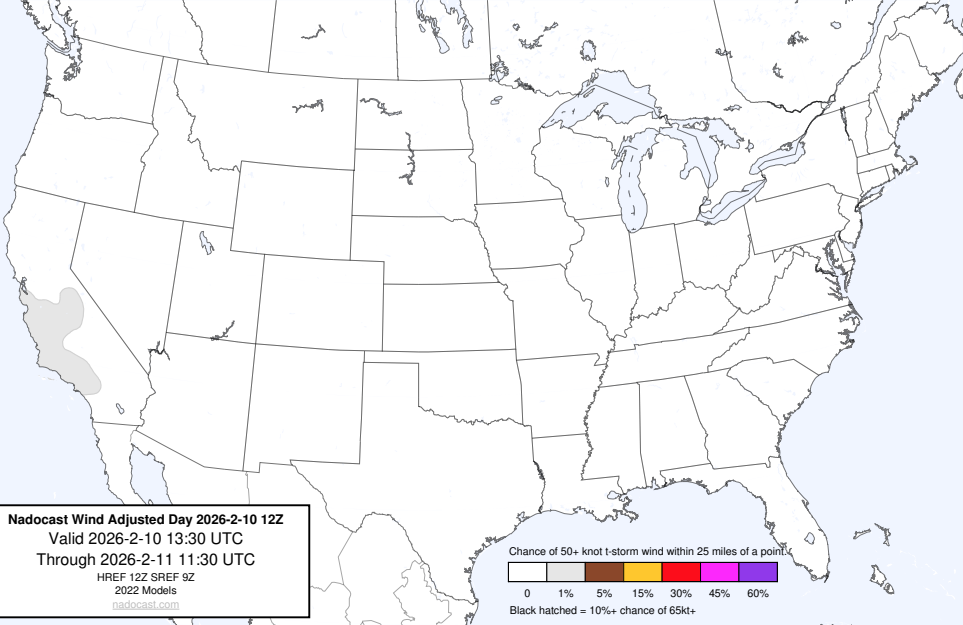 Nadocast Wind Adjusted Day 2026-2-10 12Z
Valid 2026-2-10 13:30 UTC
Through 2026-2-11 11:30 UTC
HREF 12Z SREF 9Z
2022 Models
nadocast.com
Chance of 50+ knot t-storm wind within 25 miles of a point.
0 1% 5% 15% 30% 45% 60%
Black hatched = 10%+ chance of 65kt+